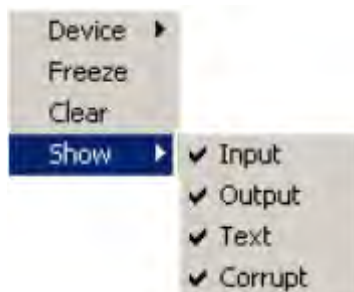 Device
Freeze
Clear
Show
Input
Output
Text
Corrupt